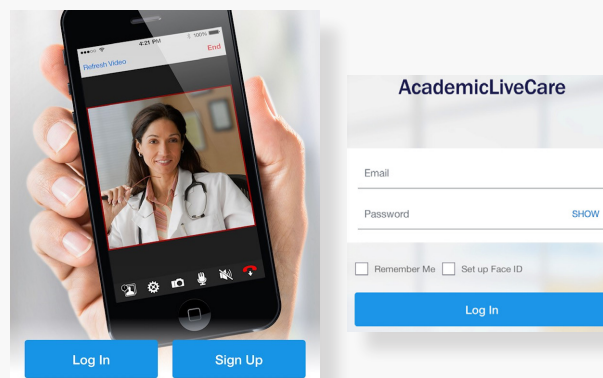 4:21 PM
100%
Refresh Video
End
Log In
Sign Up
AcademicLiveCare
Email
Password
SHOW
Remember Me
Set up Face ID
Log In